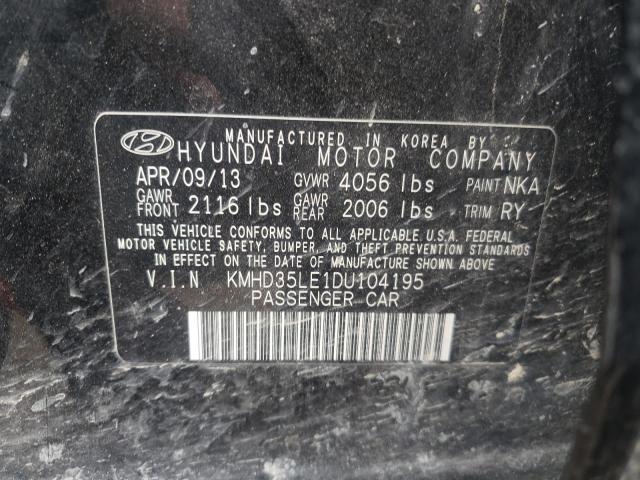 MANUFACTURED IN KOREA BY
HYUNDAI MOTOR COMPANY
APR/09/13 GVWR 4056 lbs PAINT NKA
GAWR FRONT 2116 lbs GAWR REAR 2006 lbs TRIM RY
THIS VEHICLE CONFORMS TO ALL APPLICABLE U.S.A. FEDERAL
MOTOR VEHICLE SAFETY, BUMPER, AND THEFT PREVENTION STANDARDS
IN EFFECT ON THE DATE OF MANUFACTURE SHOWN ABOVE
V.I.N KMHD35LE1DU104195
PASSENGER CAR